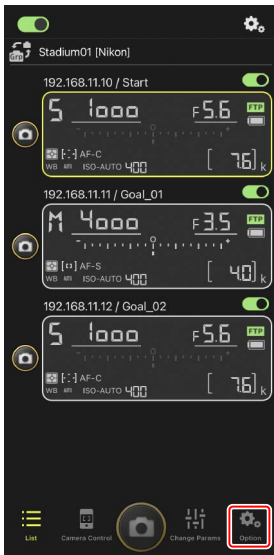 Stadium01 [Nikon]
192.168.11.10 / Start
S 1000 F5.6 FTP
AF-C
WB ISO-AUTO 400 [ 7.6] k
192.168.11.11 / Goal_01
M 4000 F3.5 FTP
AF-S
WB ISO-AUTO 400 [ 4.0] k
192.168.11.12 / Goal_02
S 1000 F5.6 FTP
AF-C
WB ISO-AUTO 400 [ 7.6] k
List Camera Control Change Params Option